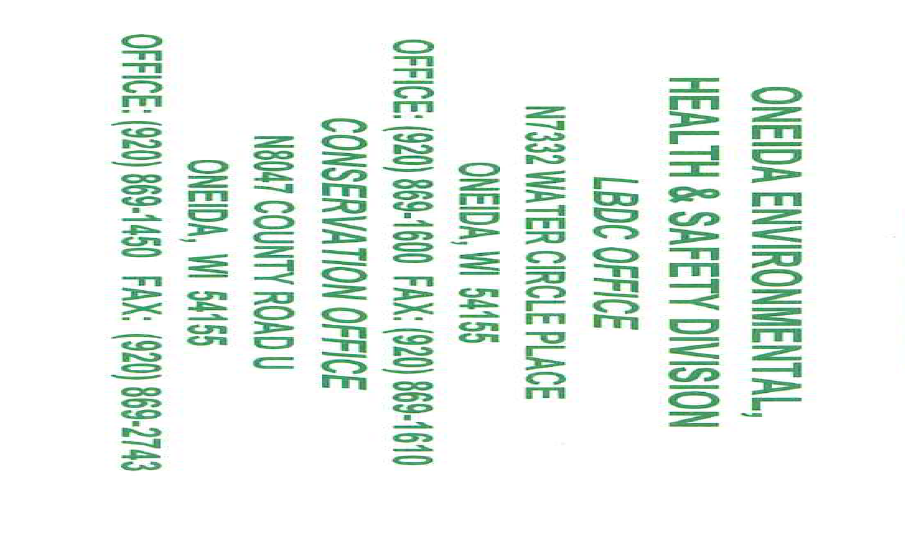 ONEIDA ENVIRONMENTAL,
HEALTH & SAFETY DIVISION
LBDC OFFICE
N7332 WATER CIRCLE PLACE
ONEIDA, WI 54155
OFFICE: (920) 869-1600 FAX: (920) 869-1610
CONSERVATION OFFICE
N8047 COUNTY ROAD U
ONEIDA, WI 54155
OFFICE: (920) 869-1450 FAX: (920) 869-2743